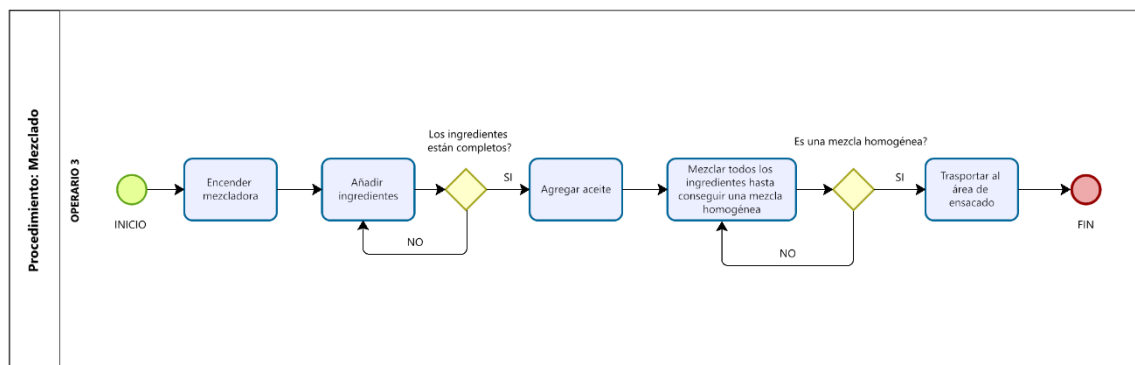 Procedimiento: Mezclado
OPERARIO 3
INICIO
Encender
mezcladora
Añadir
ingredientes
Los ingredientes
están completos?
SI
NO
Agregar aceite
Mezclar todos los
ingredientes hasta
conseguir una mezcla
homogénea
Es una mezcla homogénea?
SI
NO
Trasportar al
área de
ensacado
FIN